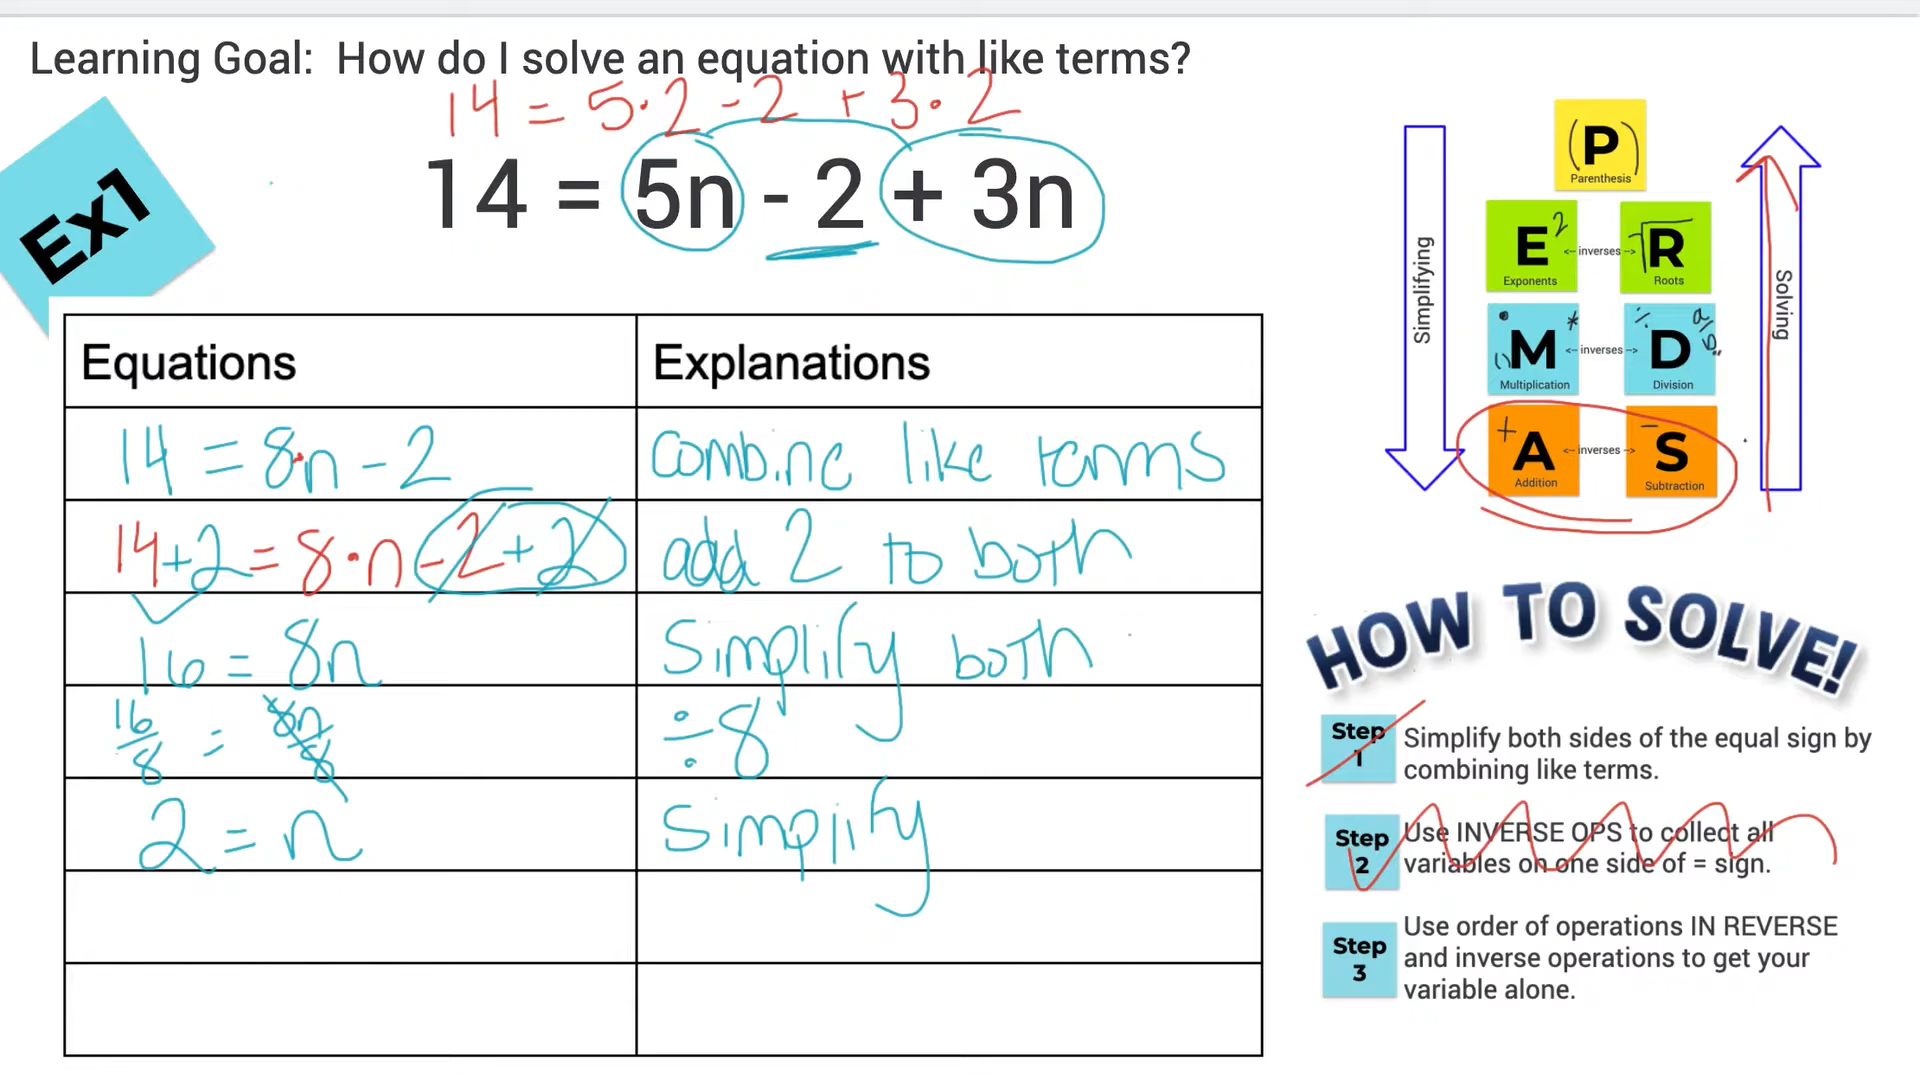 Learning Goal: How do I solve an equation with like terms?
14 = 5·2 - 2 + 3·2
Ex1
14 = 5n - 2 + 3n
Equations
Explanations
14 = 8·n - 2
combine like terms
14+2 = 8·n - 2 + 2
add 2 to both
16 = 8n
Simplify both
16/8 = 8n/8
÷8
2 = n
Simplify
Simplifying
(P)
Parenthesis
E²
Exponents
<-- inverses -->
√R
Roots
• * () M
Multiplication
<-- inverses -->
÷ a/b D
Division
+ A
Addition
<-- inverses -->
- S
Subtraction
Solving
HOW TO SOLVE!
Step 1
Simplify both sides of the equal sign by
combining like terms.
Step 2
Use INVERSE OPS to collect all
variables on one side of = sign.
Step 3
Use order of operations IN REVERSE
and inverse operations to get your
variable alone.